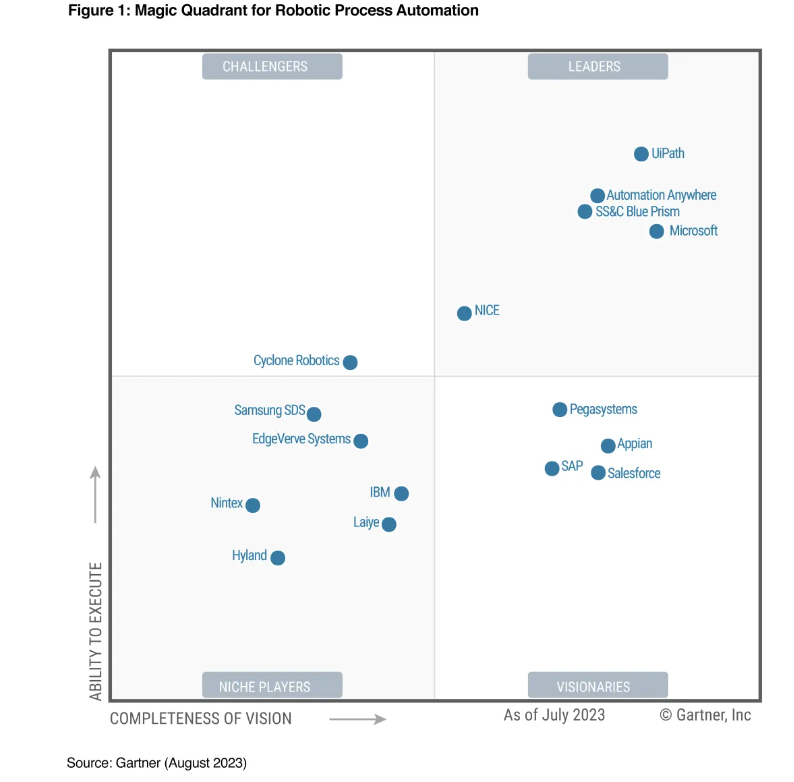 Figure 1: Magic Quadrant for Robotic Process Automation
CHALLENGERS
LEADERS
UiPath
Automation Anywhere
SS&C Blue Prism
Microsoft
NICE
Cyclone Robotics
Samsung SDS
EdgeVerve Systems
IBM
Nintex
Laiye
Hyland
Pegasystems
Appian
SAP
Salesforce
NICHE PLAYERS
VISIONARIES
ABILITY TO EXECUTE
COMPLETENESS OF VISION
As of July 2023
© Gartner, Inc
Source: Gartner (August 2023)